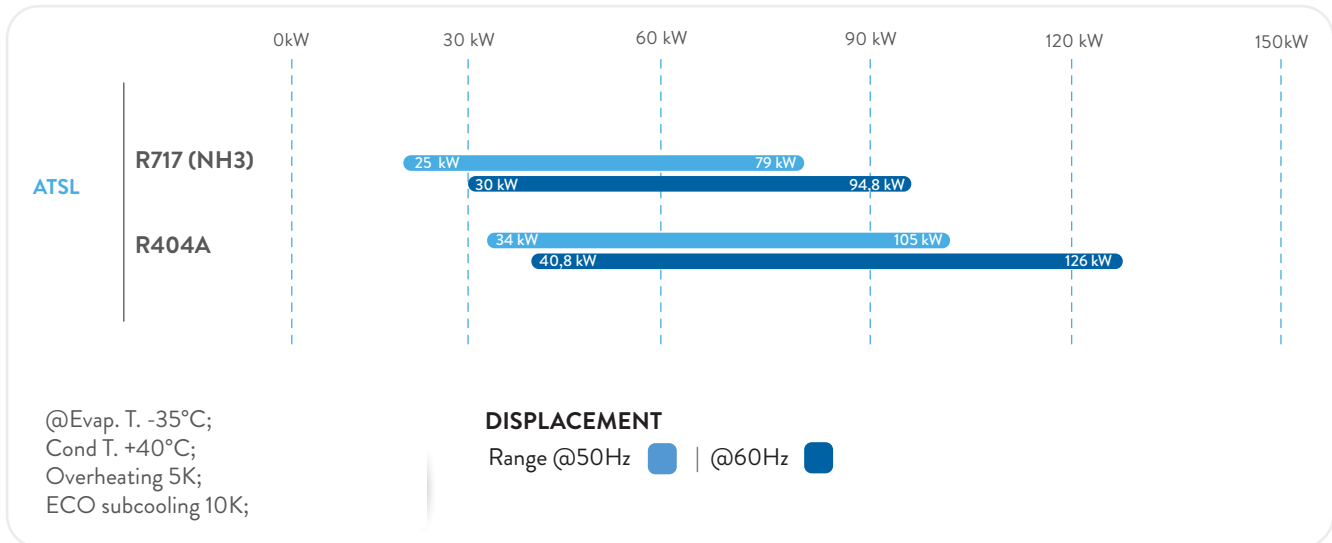 0kW 30 kW 60 kW 90 kW 120 kW 150kW
R717 (NH3)
25 kW 79 kW
ATSL
30 kW 94,8 kW
R404A
34 kW 105 kW
40,8 kW 126 kW
@Evap. T. -35°C;
Cond T. +40°C;
Overheating 5K;
ECO subcooling 10K;
DISPLACEMENT
Range @50Hz | @60Hz